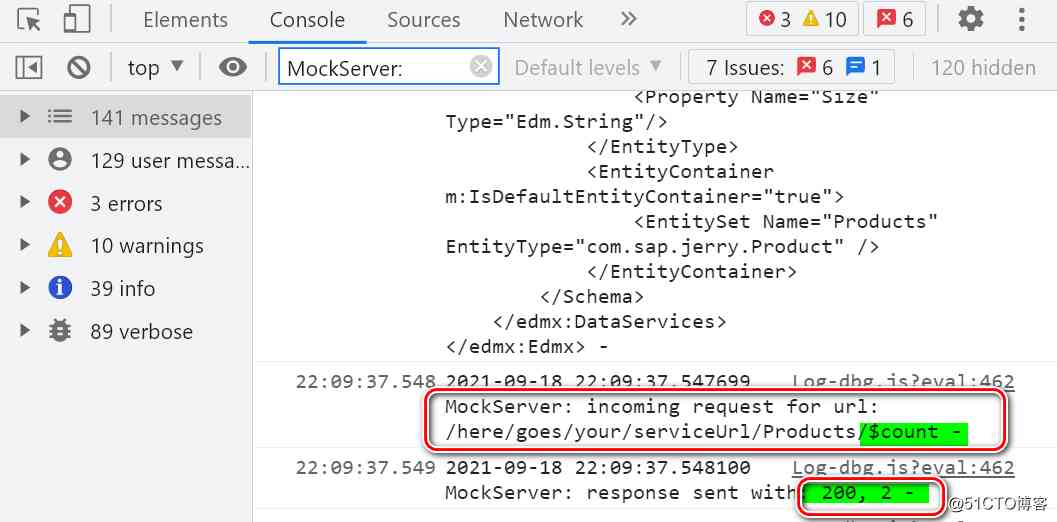 Elements Console Sources Network 3 10 6
top MockServer: Default levels 7 Issues: 6 1 120 hidden
141 messages
129 user messa...
3 errors
10 warnings
39 info
89 verbose
<Property Name="Size"
Type="Edm.String"/>
</EntityType>
<EntityContainer
m:IsDefaultEntityContainer="true">
<EntitySet Name="Products"
EntityType="com.sap.jerry.Product" />
</EntityContainer>
</Schema>
</edmx:DataServices>
</edmx:Edmx> -
22:09:37.548 2021-09-18 22:09:37.547699 Log-dbg.js?eval:462
MockServer: incoming request for url:
/here/goes/your/serviceUrl/Products/$count -
22:09:37.549 2021-09-18 22:09:37.548100 Log-dbg.js?eval:462
MockServer: response sent with: 200, 2 -
@51CTO博客